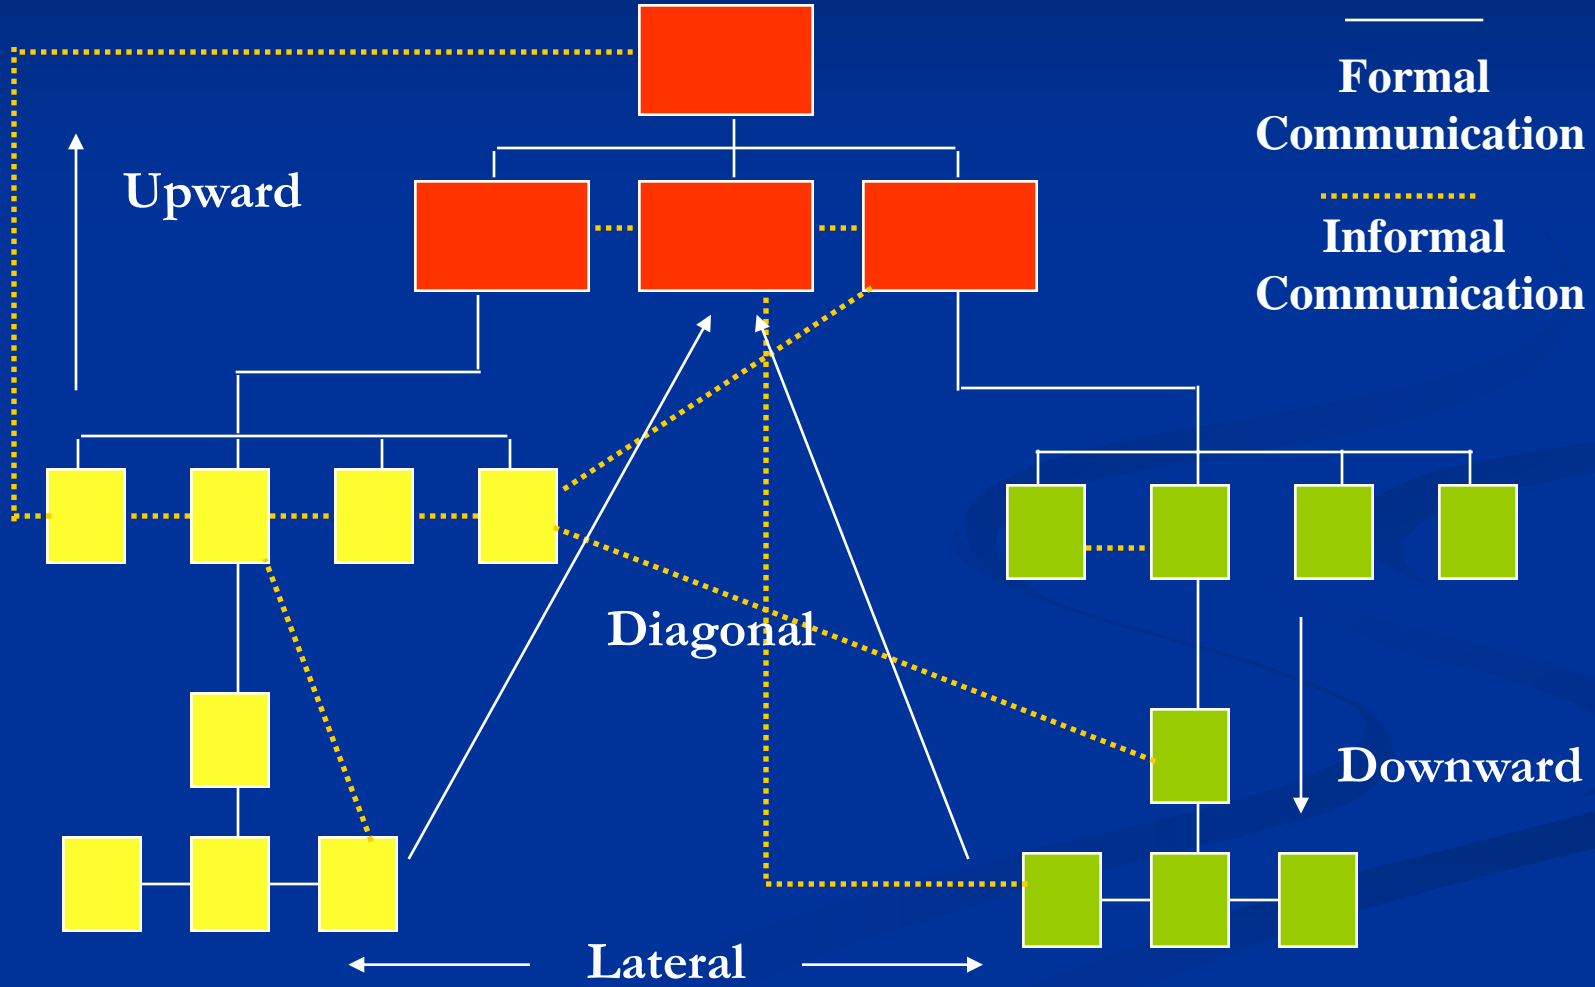 Formal
Communication
Upward
Informal
Communication
Diagonal
Downward
Lateral